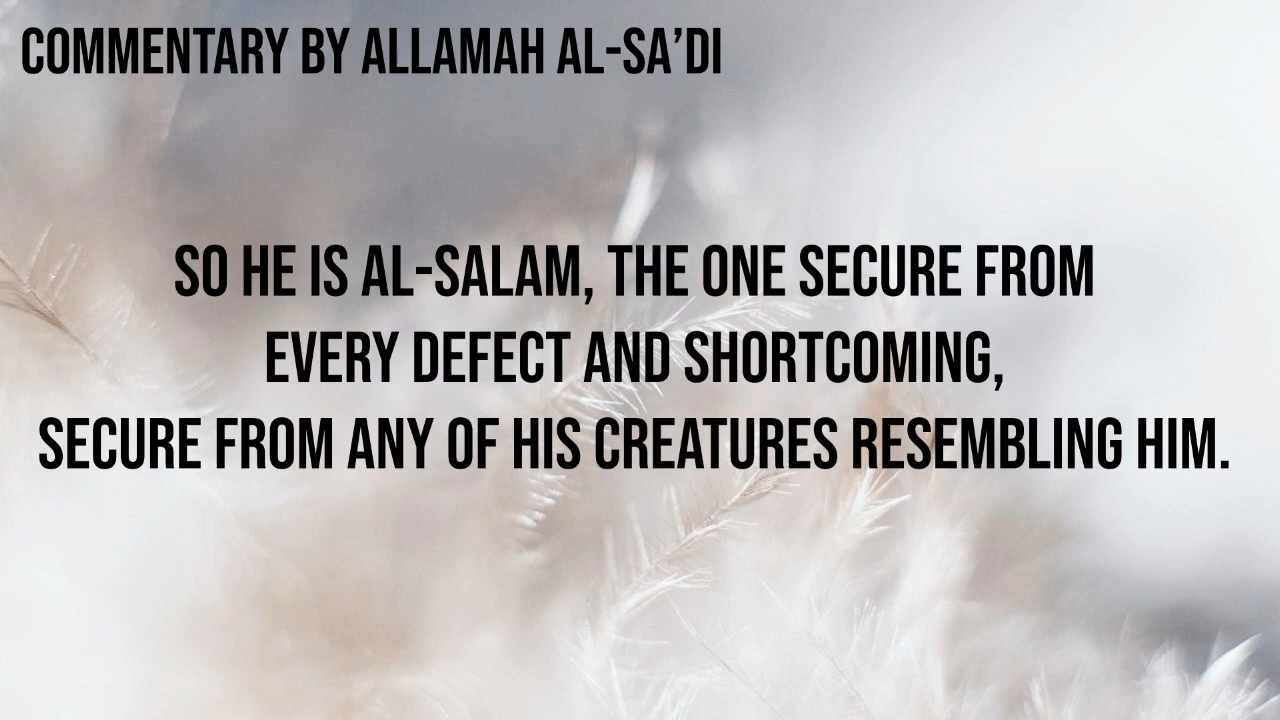 COMMENTARY BY ALLAMAH AL-SA’DI
SO HE IS AL-SALAM, THE ONE SECURE FROM
EVERY DEFECT AND SHORTCOMING,
SECURE FROM ANY OF HIS CREATURES RESEMBLING HIM.